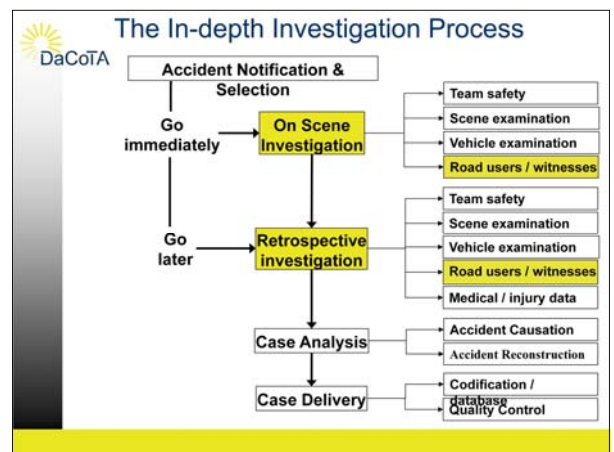 The In-depth Investigation Process
DaCoTA
Accident Notification &
Selection
Go
immediately
On Scene
Investigation
Team safety
Scene examination
Vehicle examination
Road users / witnesses
Go
later
Retrospective
investigation
Team safety
Scene examination
Vehicle examination
Road users / witnesses
Medical / injury data
Case Analysis
Accident Causation
Accident Reconstruction
Case Delivery
Codification /
database
Quality Control